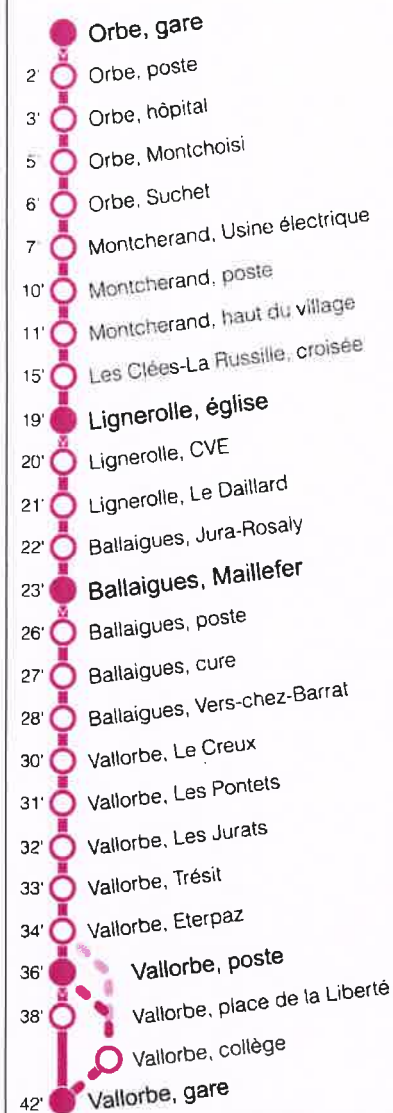 Orbe, gare
2' Orbe, poste
3' Orbe, hôpital
5' Orbe, Montchoisi
6' Orbe, Suchet
7' Montcherand, Usine électrique
10' Montcherand, poste
11' Montcherand, haut du village
15' Les Clées-La Russille, croisée
19' Lignerolle, église
20' Lignerolle, CVE
21' Lignerolle, Le Daillard
22' Ballaigues, Jura-Rosaly
23' Ballaigues, Maillefer
26' Ballaigues, poste
27' Ballaigues, cure
28' Ballaigues, Vers-chez-Barrat
30' Vallorbe, Le Creux
31' Vallorbe, Les Pontets
32' Vallorbe, Les Jurats
33' Vallorbe, Trésit
34' Vallorbe, Eterpaz
36' Vallorbe, poste
38' Vallorbe, place de la Liberté
Vallorbe, collège
42' Vallorbe, gare